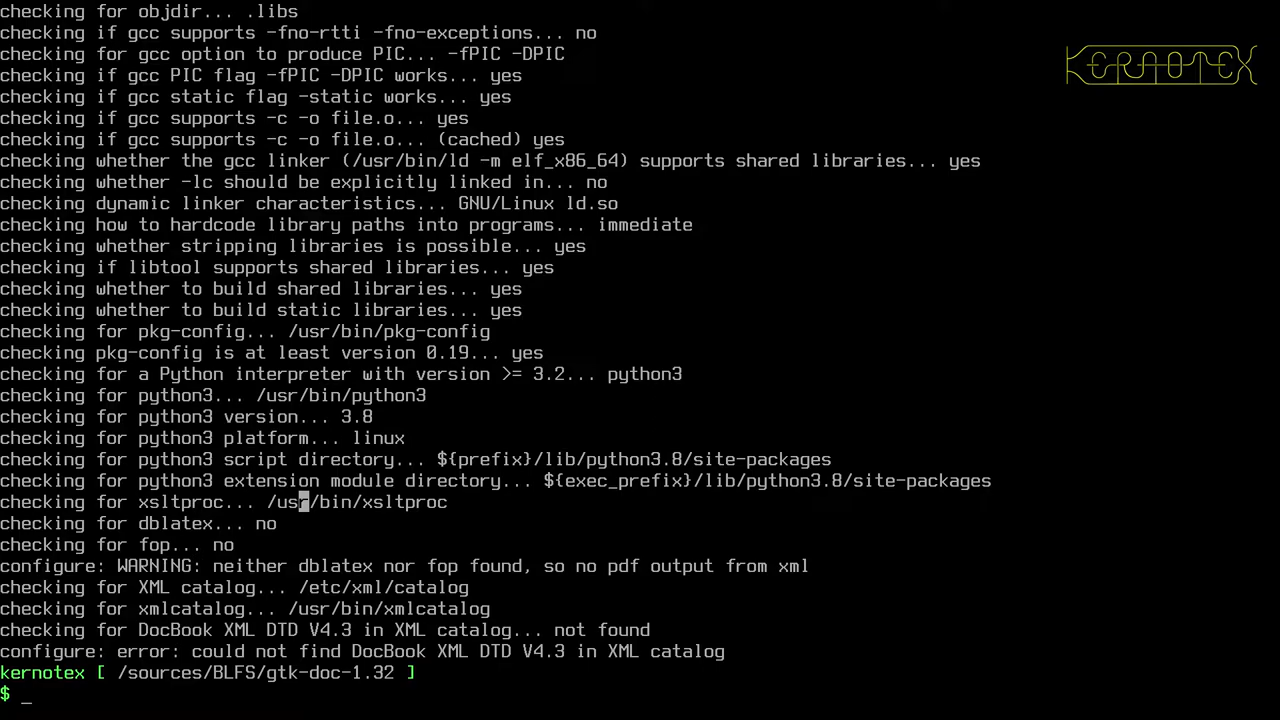 checking for objdir... .libs
checking if gcc supports -fno-rtti -fno-exceptions... no
checking for gcc option to produce PIC... -fPIC -DPIC
checking if gcc PIC flag -fPIC -DPIC works... yes
checking if gcc static flag -static works... yes
checking if gcc supports -c -o file.o... yes
checking if gcc supports -c -o file.o... (cached) yes
checking whether the gcc linker (/usr/bin/ld -m elf_x86_64) supports shared libraries... yes
checking whether -lc should be explicitly linked in... no
checking dynamic linker characteristics... GNU/Linux ld.so
checking how to hardcode library paths into programs... immediate
checking whether stripping libraries is possible... yes
checking if libtool supports shared libraries... yes
checking whether to build shared libraries... yes
checking whether to build static libraries... yes
checking for pkg-config... /usr/bin/pkg-config
checking pkg-config is at least version 0.19... yes
checking for a Python interpreter with version >= 3.2... python3
checking for python3... /usr/bin/python3
checking for python3 version... 3.8
checking for python3 platform... linux
checking for python3 script directory... ${prefix}/lib/python3.8/site-packages
checking for python3 extension module directory... ${exec_prefix}/lib/python3.8/site-packages
checking for xsltproc... /usr/bin/xsltproc
checking for dblatex... no
checking for fop... no
configure: WARNING: neither dblatex nor fop found, so no pdf output from xml
checking for XML catalog... /etc/xml/catalog
checking for xmlcatalog... /usr/bin/xmlcatalog
checking for DocBook XML DTD V4.3 in XML catalog... not found
configure: error: could not find DocBook XML DTD V4.3 in XML catalog
kernotex [ /sources/BLFS/gtk-doc-1.32 ]
$ _
KERNOTEX